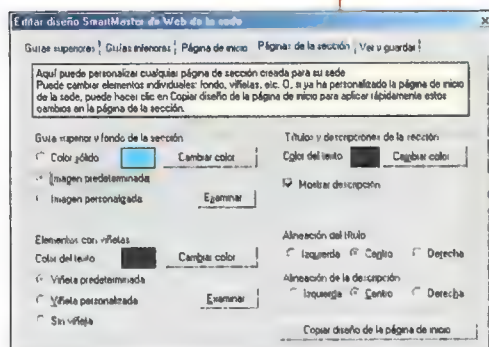 Editar diseño SmartMaster de Web de la sede
Guías superiores Guías inferiores Página de inicio Páginas de la sección Ver y guardar
Aquí puede personalizar cualquier página de sección creada para su sede
Puede cambiar elementos individuales: fondo, viñetas, etc. O, si ya ha personalizado la página de inicio
de la sede, puede hacer clic en Copiar diseño de la página de inicio para aplicar rápidamente estos
cambios en la página de la sección.
Guía superior y fondo de la sección
Color sólido Cambiar color
Imagen predeterminada
Imagen personalizada Examinar
Títulos y descripciones de la sección
Color del texto Cambiar color
Mostrar descripción
Elementos con viñetas
Color del texto Cambiar color
Viñeta predeterminada
Viñeta personalizada Examinar
Sin viñeta
Alineación del título
Izquierda Centro Derecha
Alineación de la descripción
Izquierda Centro Derecha
Copiar diseño de la página de inicio